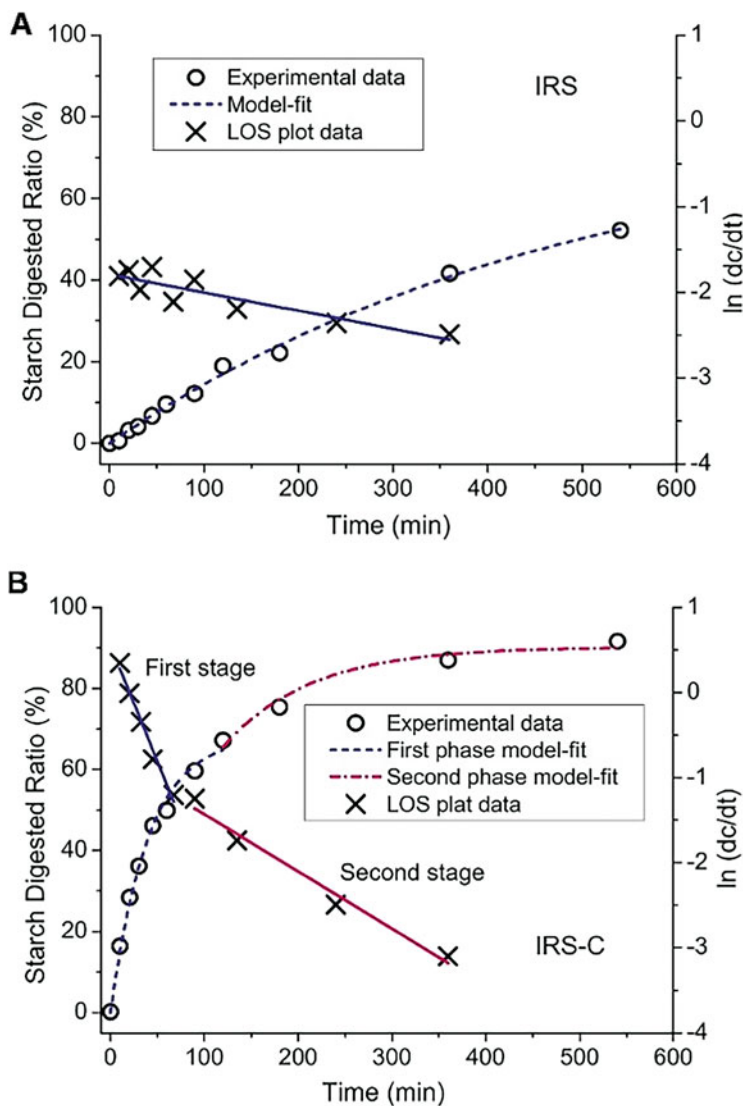 A
100
80
60
40
20
0
Starch Digested Ratio (%)
Experimental data
Model-fit
LOS plot data
IRS
1
0
-1
-2
-3
-4
ln (dc/dt)
0 100 200 300 400 500 600
Time (min)
B
100
80
60
40
20
0
Starch Digested Ratio (%)
First stage
Experimental data
First phase model-fit
Second phase model-fit
LOS plat data
Second stage
IRS-C
1
0
-1
-2
-3
-4
ln (dc/dt)
0 100 200 300 400 500 600
Time (min)